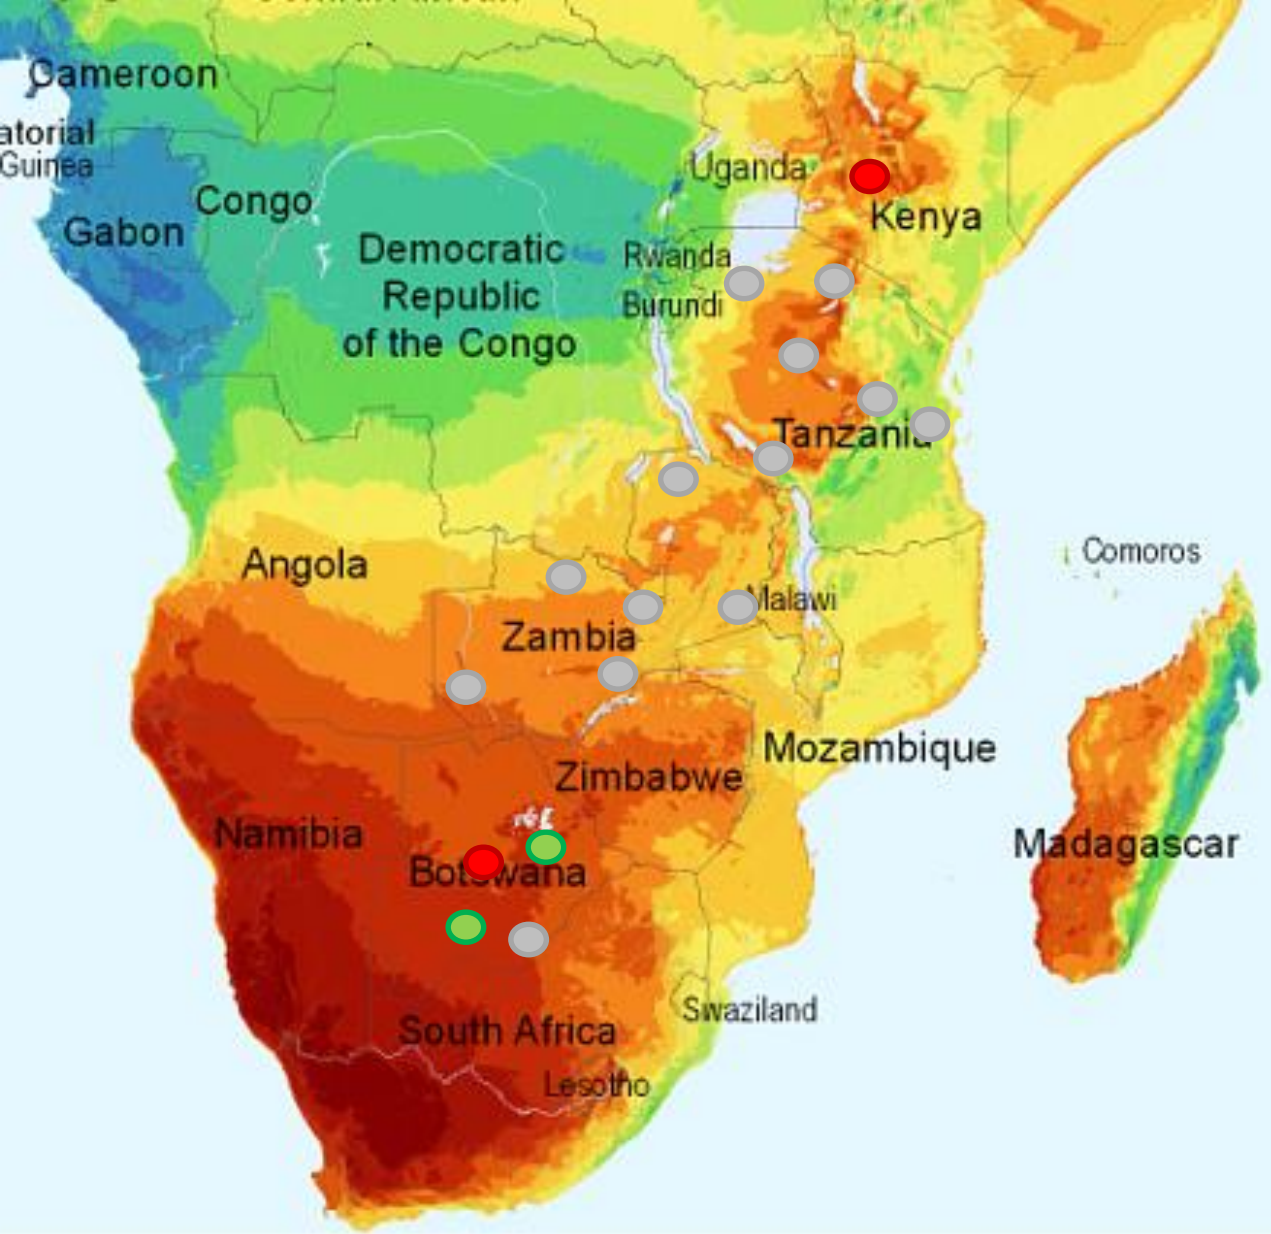 Cameroon
atorial
Guinea
Congo
Gabon
Uganda
Kenya
Democratic
Republic
of the Congo
Rwanda
Burundi
Tanzania
Angola
Zambia
Malawi
Comoros
Mozambique
Zimbabwe
Namibia
Botswana
Madagascar
South Africa
Swaziland
Lesotho